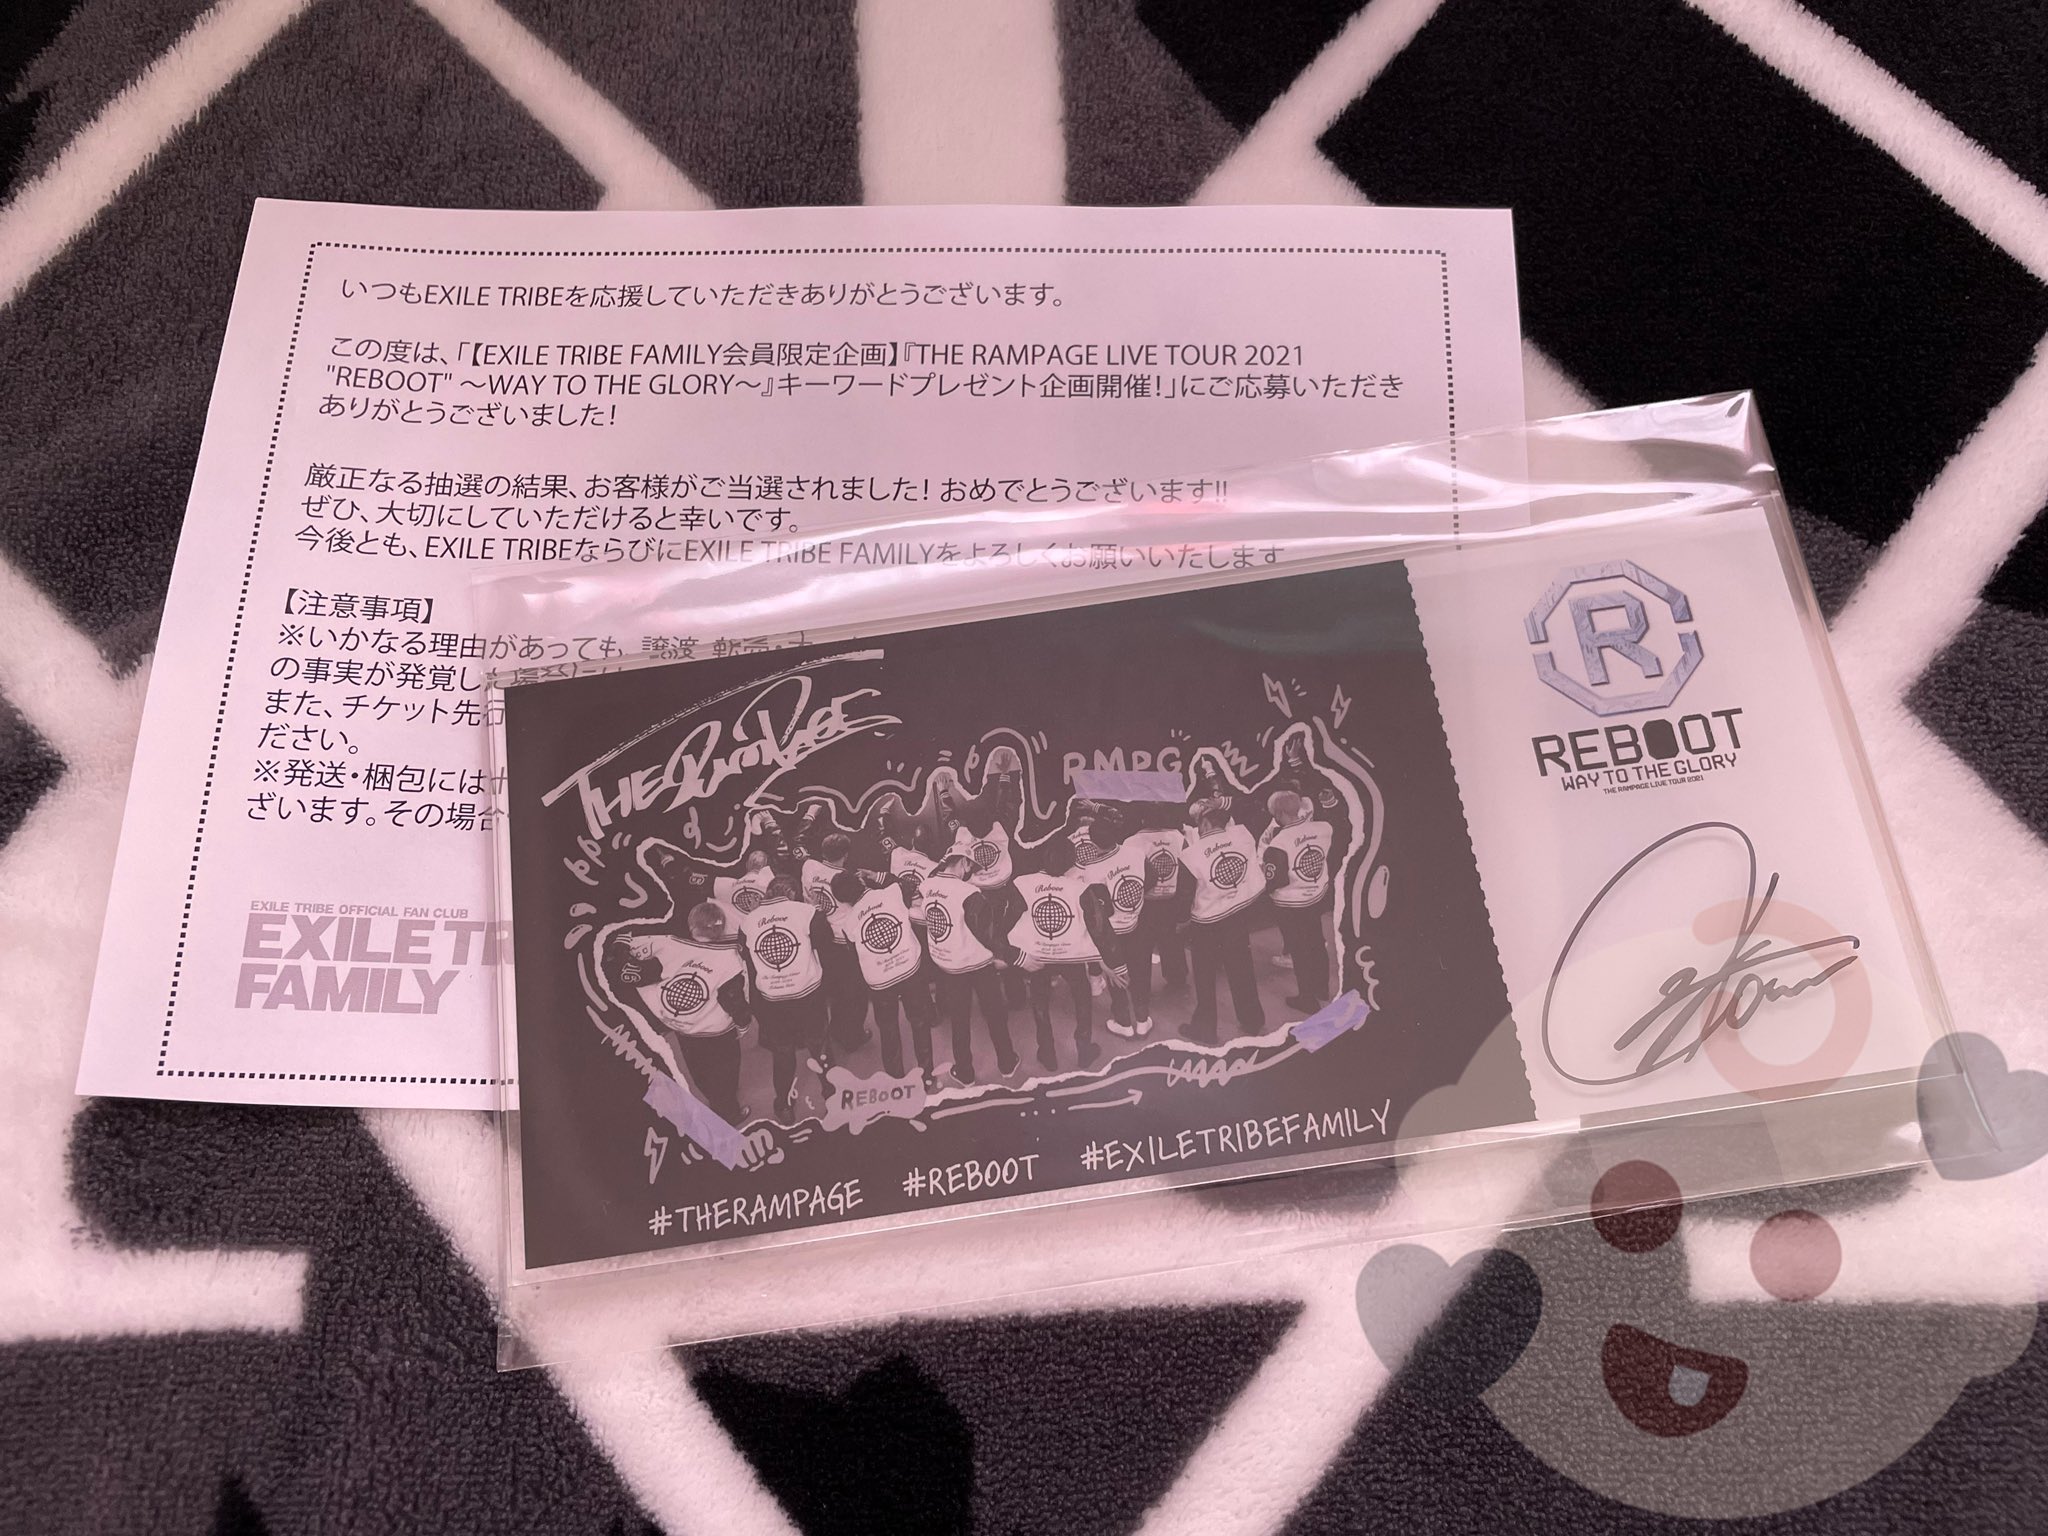 いつもEXILE TRIBEを応援していただきありがとうございます。
この度は、「【EXILE TRIBE FAMILY会員限定企画】『THE RAMPAGE LIVE TOUR 2021
"REBOOT" ～WAY TO THE GLORY～』キーワードプレゼント企画開催!」にご応募いただき
ありがとうございました!
厳正なる抽選の結果、お客様がご当選されました! おめでとうございます!!
ぜひ、大切にしていただけると幸いです。
今後とも、EXILE TRIBEならびにEXILE TRIBE FAMILYをよろしくお願いいたします
【注意事項】
※いかなる理由があっても、譲渡、転売・
の事実が発覚した場合
また、チケット先行
ださい。
※発送・梱包には
ざいます。その場合
EXILE TRIBE OFFICIAL FAN CLUB
EXILE TR
FAMILY
THE RAMPAGE
RMPG
Reboot
REBOOT
#THERAMPAGE #REBOOT #EXILETRIBEFAMILY
R
REBOOT
WAY TO THE GLORY
THE RAMPAGE LIVE TOUR 2021